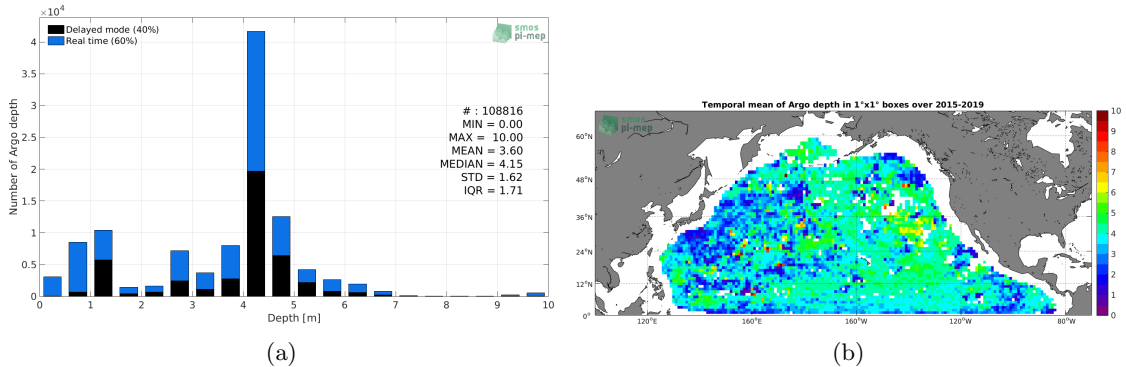 ×10⁴
Delayed mode (40%)
Real time (60%)
smos
pi-mep
4
3.5
3
2.5
2
1.5
1
0.5
0
Number of Argo depth
# : 108816
MIN = 0.00
MAX = 10.00
MEAN = 3.60
MEDIAN = 4.15
STD = 1.62
IQR = 1.71
0 1 2 3 4 5 6 7 8 9 10
Depth [m]
(a)
Temporal mean of Argo depth in 1°x1° boxes over 2015-2019
smos
pi-mep
60°N
48°N
36°N
24°N
12°N
0°
120°E 160°E 160°W 120°W 80°W
10
9
8
7
6
5
4
3
2
1
0
(b)